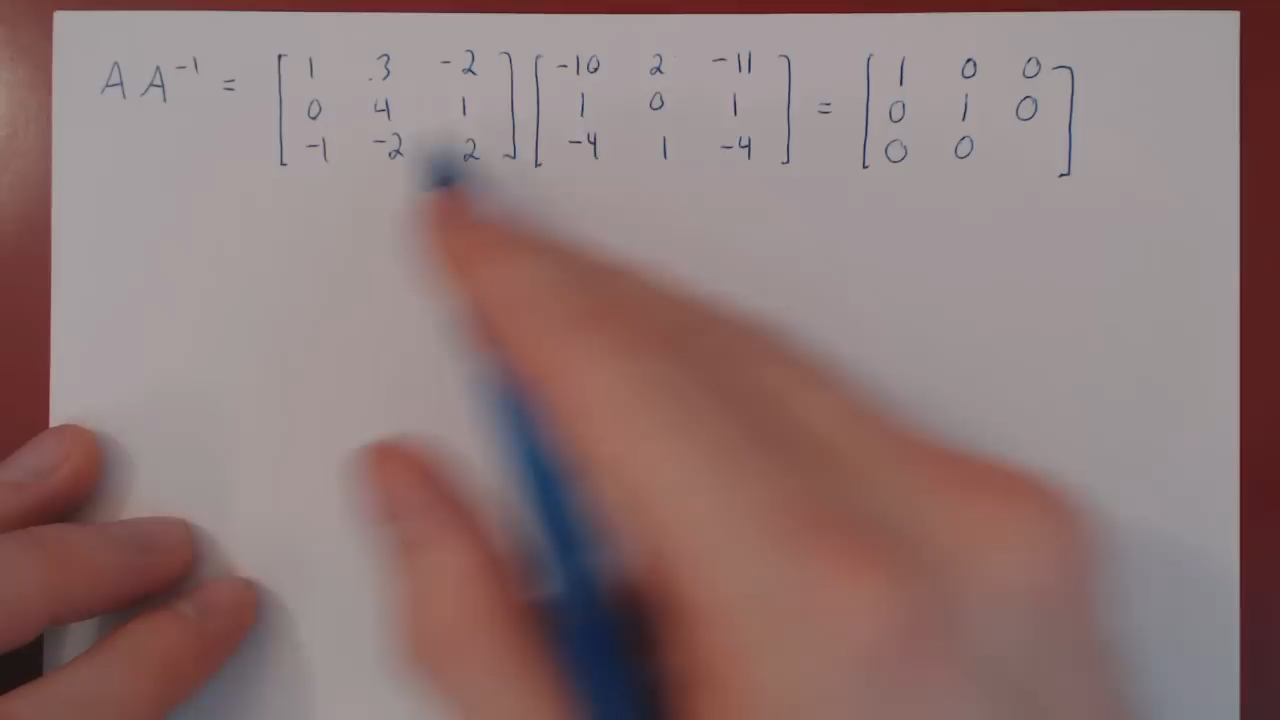 A A⁻¹ = [ 1 3 -2 ] [ -10 2 -11 ] = [ 1 0 0 ]
[ 0 4 1 ] [ 1 0 1 ] [ 0 1 0 ]
[ -1 -2 2 ] [ -4 1 -4 ] [ 0 0 ]